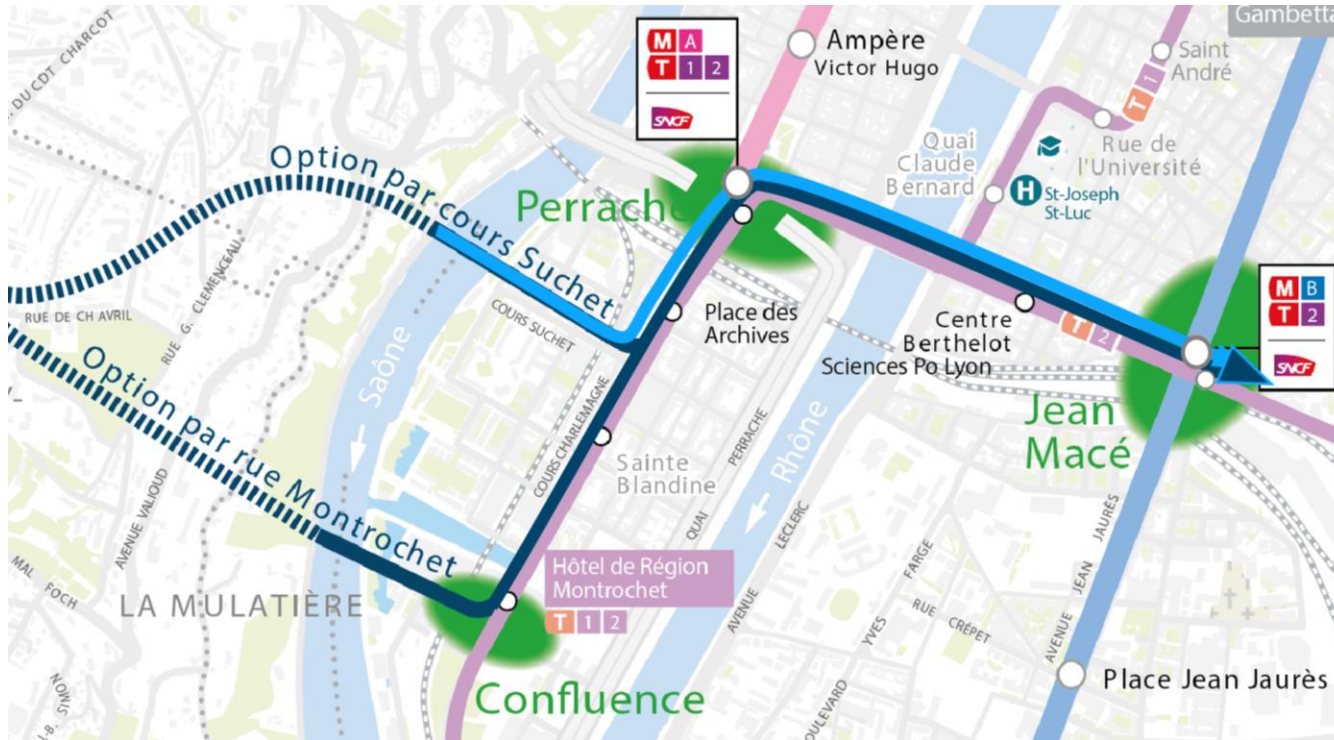 Gambetta
DU CDT CHARCOT
M A
T 1 2
SNCF
Ampère
Victor Hugo
Saint
André
T 1
Rue de
l'Université
Quai
Claude
Bernard
H
St-Joseph
St-Luc
Option par cours Suchet
Perrache
RUE DE CH AVRIL
RUE G. CLEMENCEAU
COURS SUCHET
Saône
Place des
Archives
Centre
Berthelot
Sciences Po Lyon
T 2
M B
T 2
SNCF
Jean
Macé
Option par rue Montrochet
COURS CHARLEMAGNE
Sainte
Blandine
QUAI PERRACHE
Rhône
AVENUE LECLERC
AVENUE VALIOUD
MAL FOCH
LA MULATIÈRE
Hôtel de Région
Montrochet
T 1 2
Confluence
YVES FARGE
RUE CRÉPET
AVENUE JEAN JAURÈS
Place Jean Jaurès
J.-B. SIMON